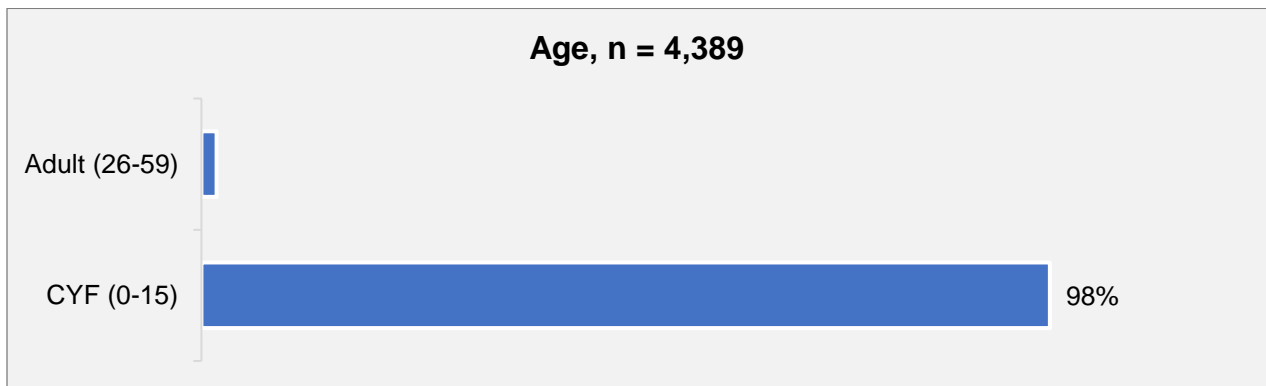 Age, n = 4,389
Adult (26-59)
CYF (0-15)
98%